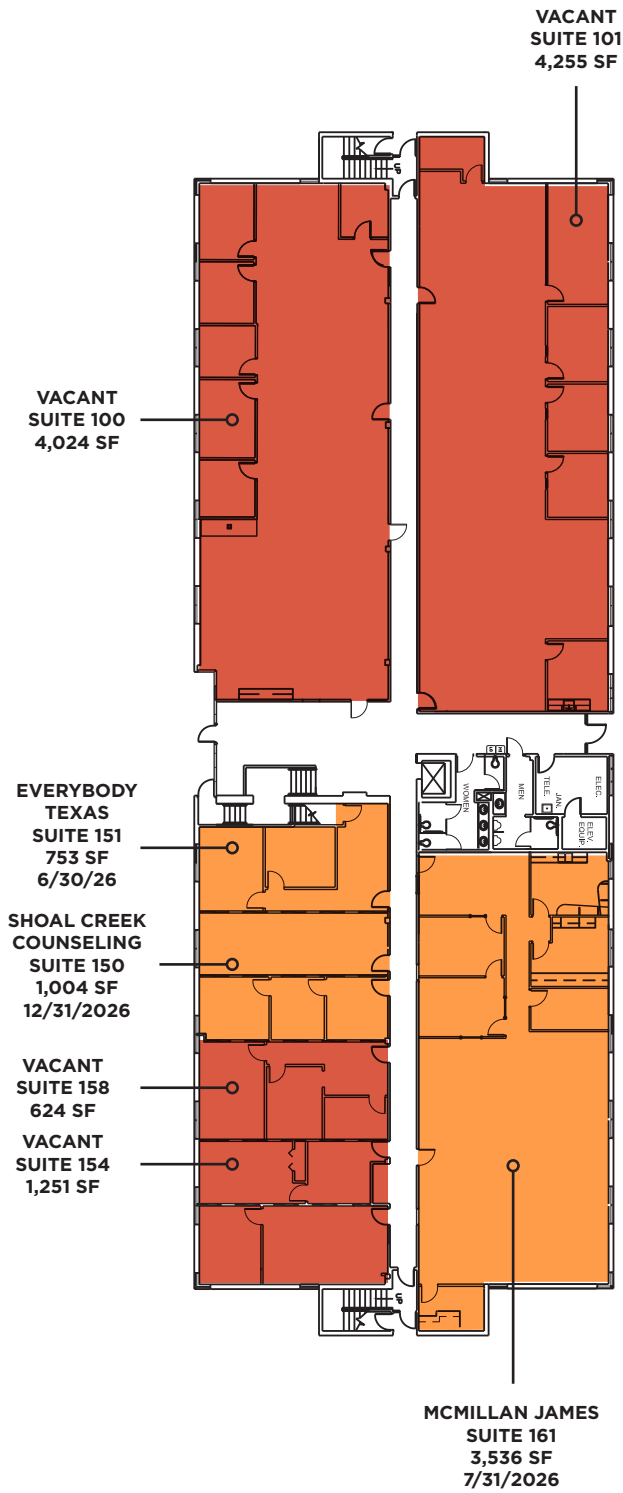 VACANT
SUITE 101
4,255 SF
UP
VACANT
SUITE 100
4,024 SF
ELEC.
TELE.
JAN.
ELEV.
EQUIP.
MEN
WOMEN
EVERYBODY
TEXAS
SUITE 151
753 SF
6/30/26
SHOAL CREEK
COUNSELING
SUITE 150
1,004 SF
12/31/2026
VACANT
SUITE 158
624 SF
VACANT
SUITE 154
1,251 SF
UP
MCMILLAN JAMES
SUITE 161
3,536 SF
7/31/2026